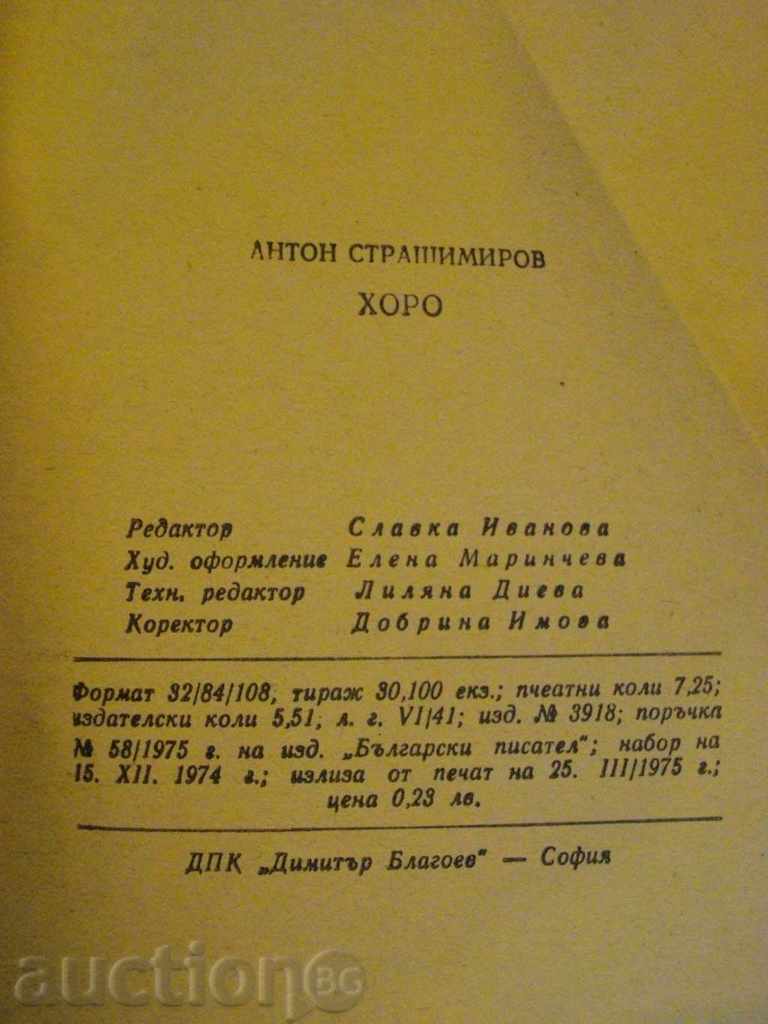 АНТОН СТРАШИМИРОВ
ХОРО
Редактор Славка Иванова
Худ. оформление Елена Маринчева
Техн. редактор Лиляна Диева
Коректор Добрина Имова
Формат 32/84/108, тираж 30,100 екз.; пчеатни коли 7,25;
издателски коли 5,51, л. г. VI/41; изд. № 3918; поръчка
№ 58/1975 г. на изд. „Български писател"; набор на
15. XII. 1974 г.; излиза от печат на 25. III/1975 г.;
цена 0,23 лв.
ДПК „Димитър Благоев" — София
auctionBG